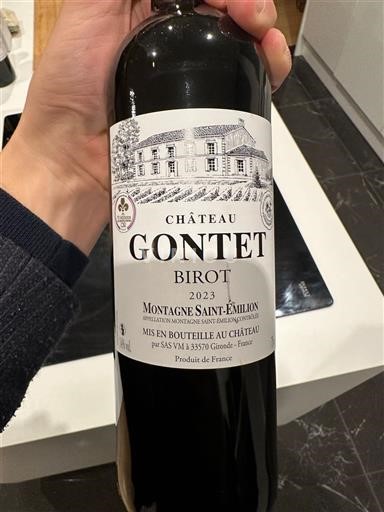 CHÂTEAU
GONTET
BIROT
2023
MONTAGNE SAINT-ÉMILION
APPELLATION MONTAGNE SAINT-ÉMILION CONTRÔLÉE
MIS EN BOUTEILLE AU CHÂTEAU
par SAS VM à 33570 Gironde - France
Produit de France